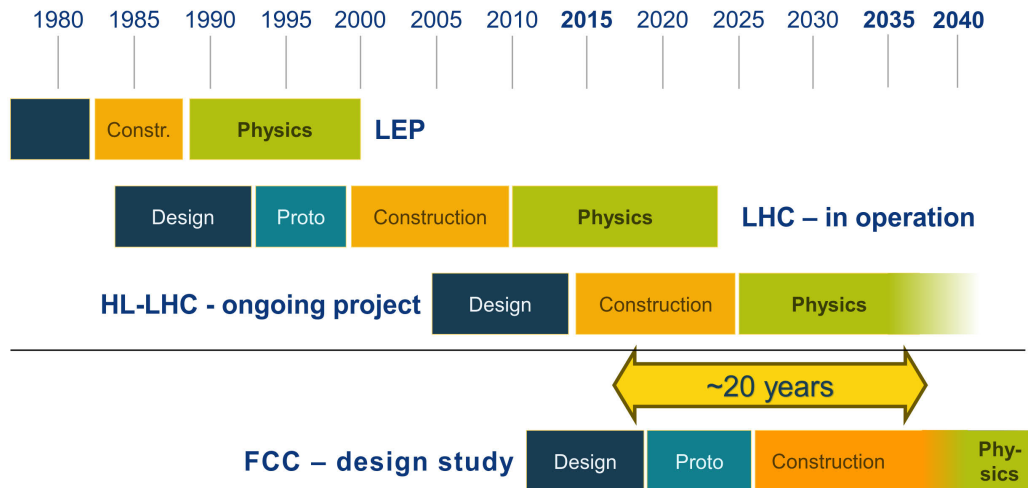 1980 1985 1990 1995 2000 2005 2010 2015 2020 2025 2030 2035 2040
Constr. Physics LEP
Design Proto Construction Physics LHC – in operation
HL-LHC - ongoing project Design Construction Physics
~20 years
FCC – design study Design Proto Construction Phy-
sics